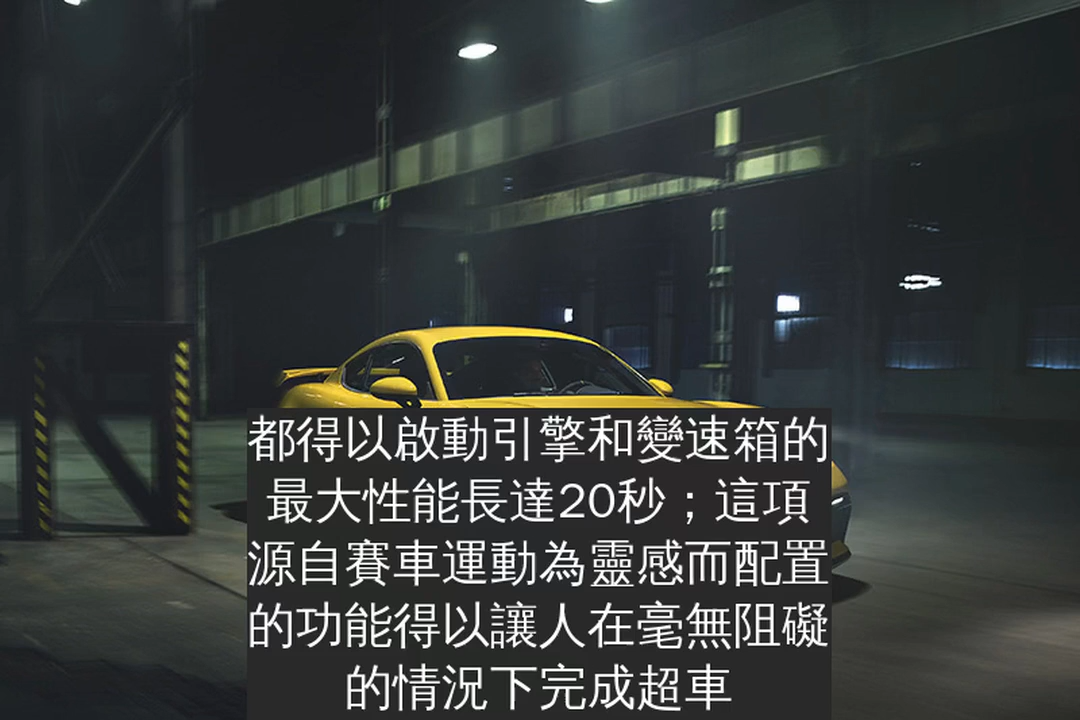 都得以啟動引擎和變速箱的
最大性能長達20秒；這項
源自賽車運動為靈感而配置
的功能得以讓人在毫無阻礙
的情況下完成超車